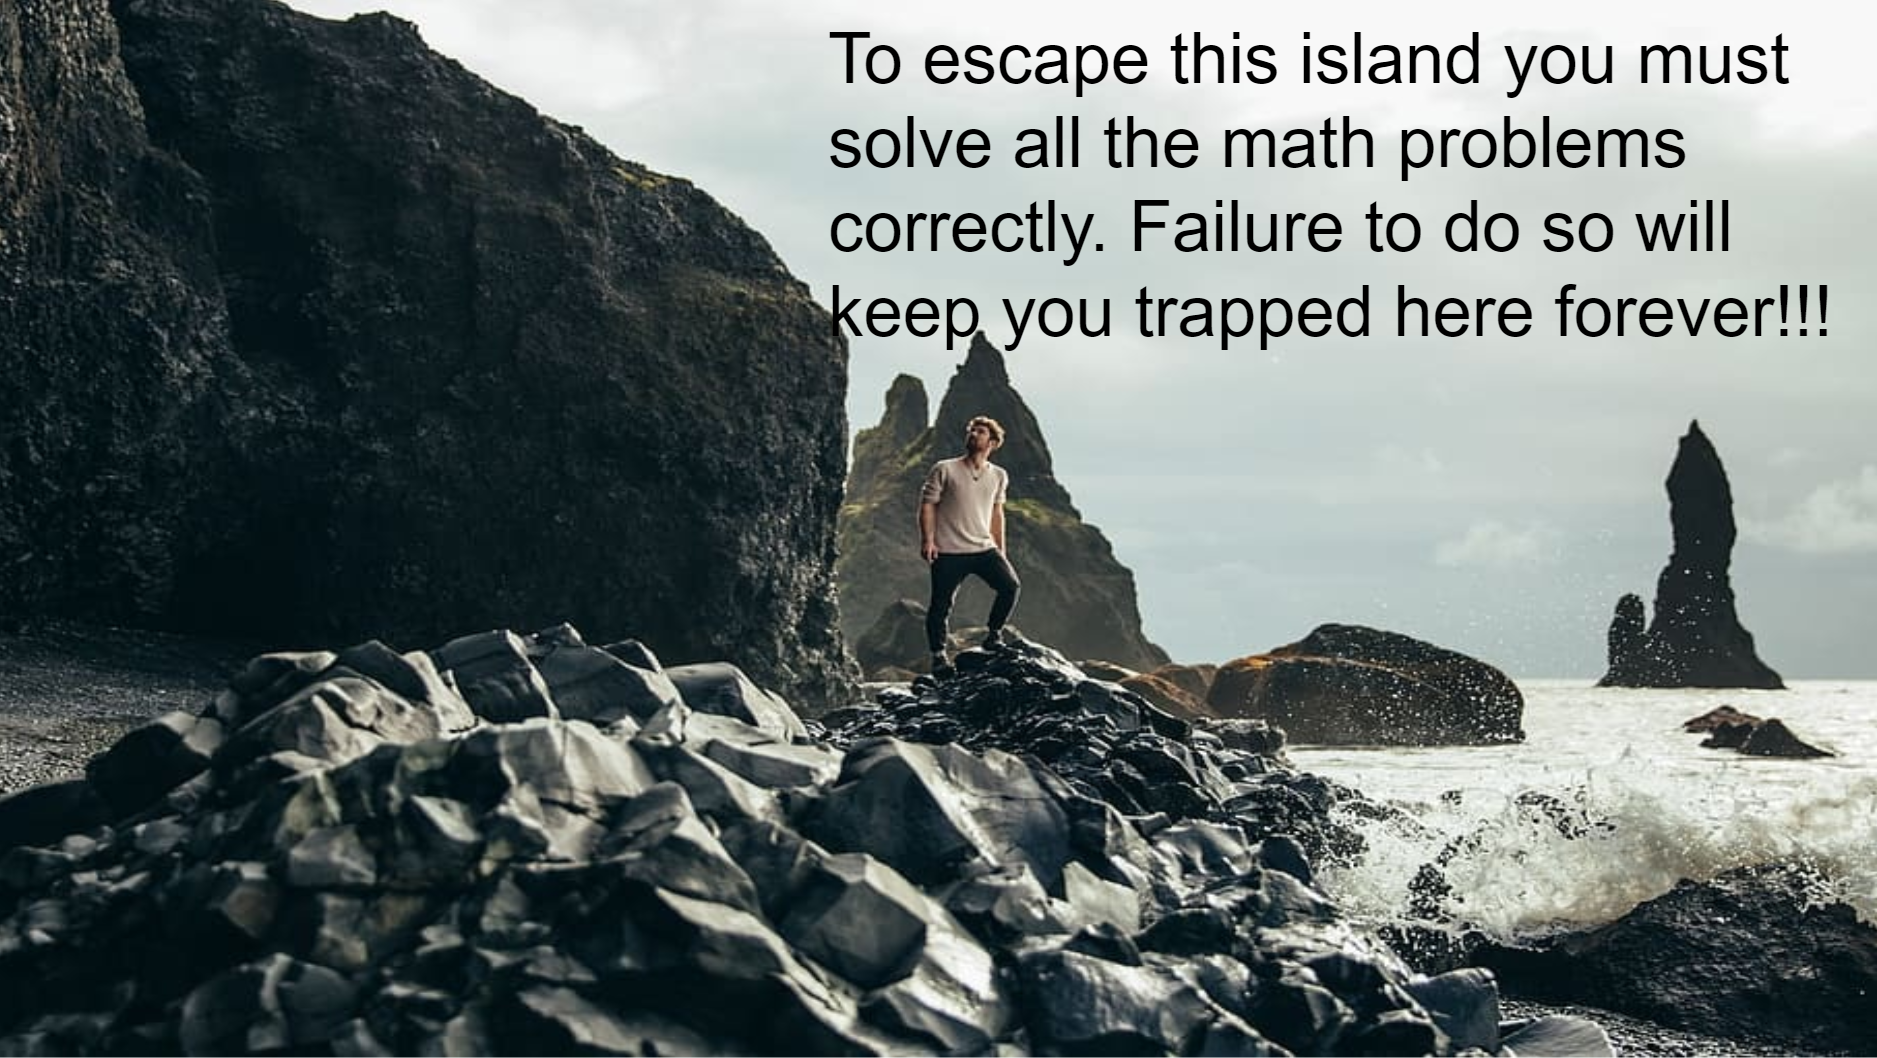 To escape this island you must
solve all the math problems
correctly. Failure to do so will
keep you trapped here forever!!!